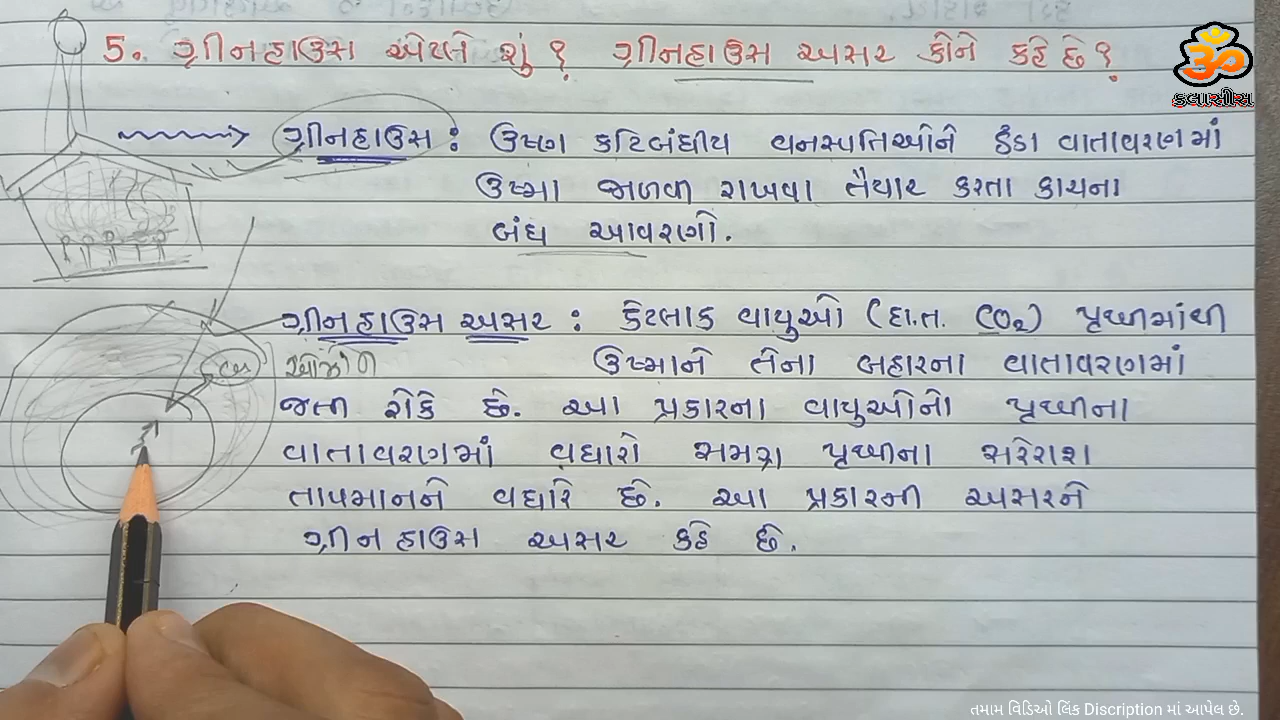 5. ગ્રીનહાઉસ એટલે શું ? ગ્રીનહાઉસ અસર કોને કહે છે ?
ૐ
ક્લાસીસ
ગ્રીનહાઉસ : ઉષ્ણ કટિબંધીય વનસ્પતિઓને ઠંડા વાતાવરણમાં
ઉષ્મા જાળવી રાખવા તૈયાર કરતા કાચના
બંધ આવરણો.
ગ્રીનહાઉસ અસર : કેટલાક વાયુઓ (દા.ત. CO₂) પૃથ્વીમાંથી
ઓઝોન ઉષ્માને તેના બહારના વાતાવરણમાં
જતી રોકે છે. આ પ્રકારના વાયુઓનો પૃથ્વીના
વાતાવરણમાં વધારો સમગ્ર પૃથ્વીના સરેરાશ
તાપમાનને વધારે છે. આ પ્રકારની અસરને
ગ્રીન હાઉસ અસર કહે છે.
તમામ વિડિઓ લિંક Discription માં આપેલ છે.